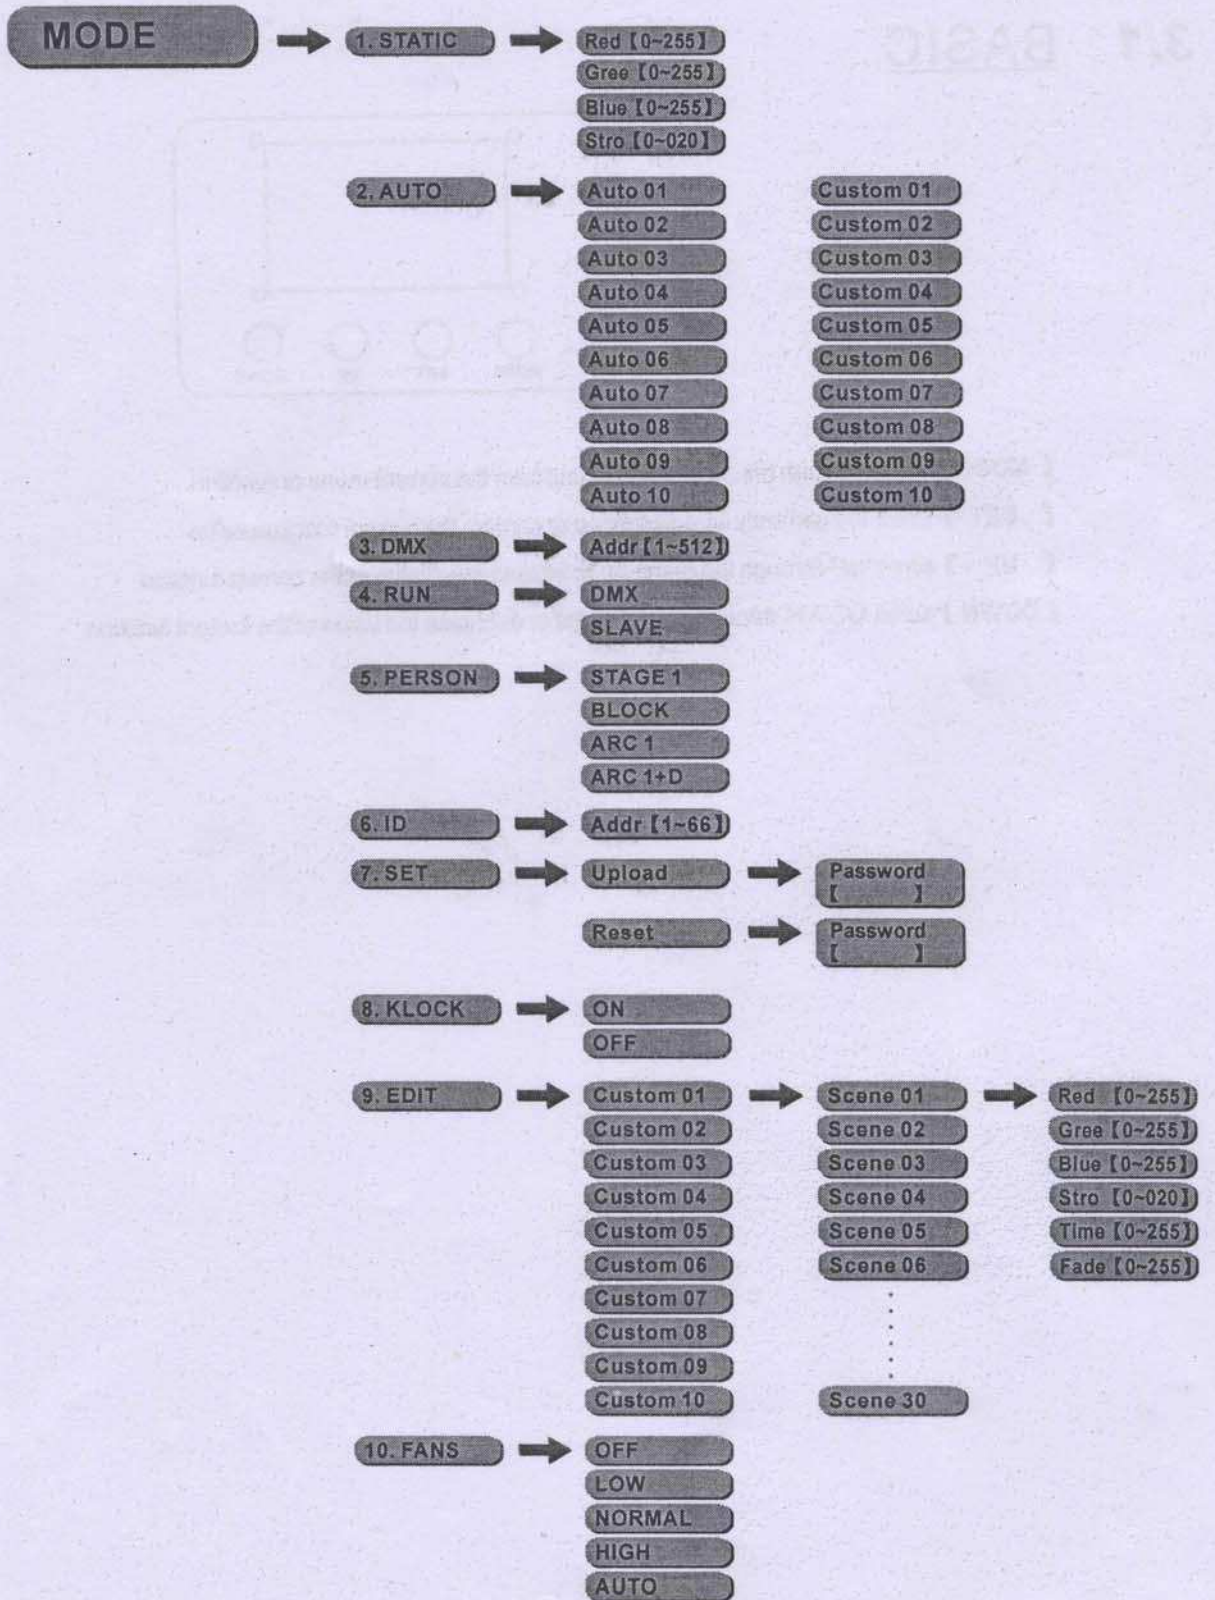 MODE
1. STATIC
Red【0~255】
Gree【0~255】
Blue【0~255】
Stro【0~020】
2. AUTO
Auto 01
Custom 01
Auto 02
Custom 02
Auto 03
Custom 03
Auto 04
Custom 04
Auto 05
Custom 05
Auto 06
Custom 06
Auto 07
Custom 07
Auto 08
Custom 08
Auto 09
Custom 09
Auto 10
Custom 10
3. DMX
Addr【1~512】
4. RUN
DMX
SLAVE
5. PERSON
STAGE 1
BLOCK
ARC 1
ARC 1+D
6. ID
Addr【1~66】
7. SET
Upload
Password
【 】
Reset
Password
【 】
8. KLOCK
ON
OFF
9. EDIT
Custom 01
Scene 01
Red【0~255】
Custom 02
Scene 02
Gree【0~255】
Custom 03
Scene 03
Blue【0~255】
Custom 04
Scene 04
Stro【0~020】
Custom 05
Scene 05
Time【0~255】
Custom 06
Scene 06
Fade【0~255】
Custom 07
Custom 08
Custom 09
Custom 10
Scene 30
10. FANS
OFF
LOW
NORMAL
HIGH
AUTO